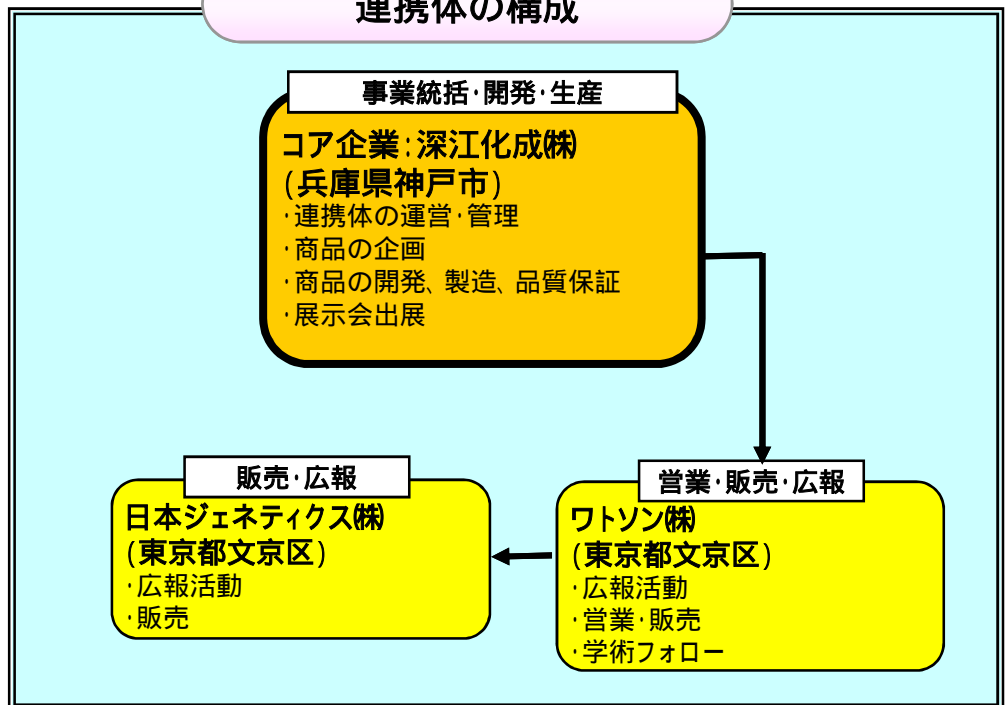 連携体の構成
事業統括･開発･生産
コア企業：深江化成㈱
(兵庫県神戸市)
･連携体の運営･管理
･商品の企画
･商品の開発、製造、品質保証
･展示会出展
販売･広報
日本ジェネティクス㈱
(東京都文京区)
･広報活動
･販売
営業･販売･広報
ワトソン㈱
(東京都文京区)
･広報活動
･営業･販売
･学術フォロー